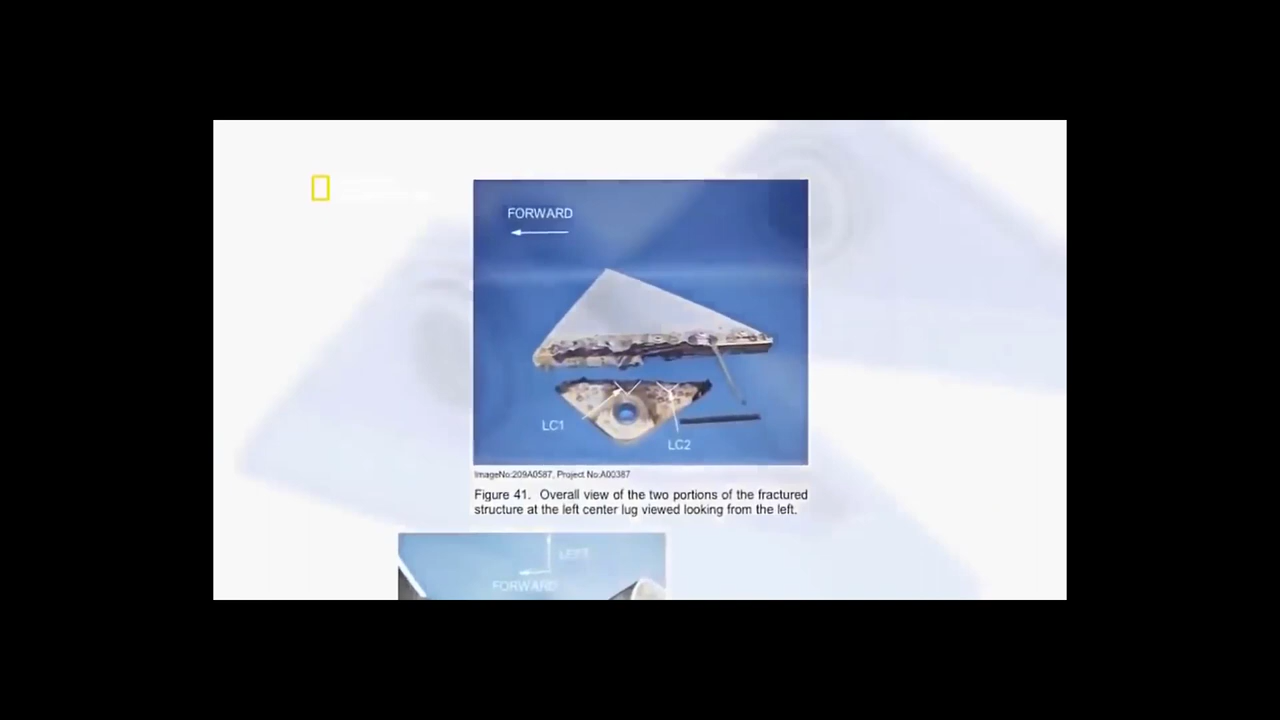 FORWARD
LC1
LC2
ImageNo:209A0587, Project No:A00387
Figure 41. Overall view of the two portions of the fractured
structure at the left center lug viewed looking from the left.
LEFT
FORWARD